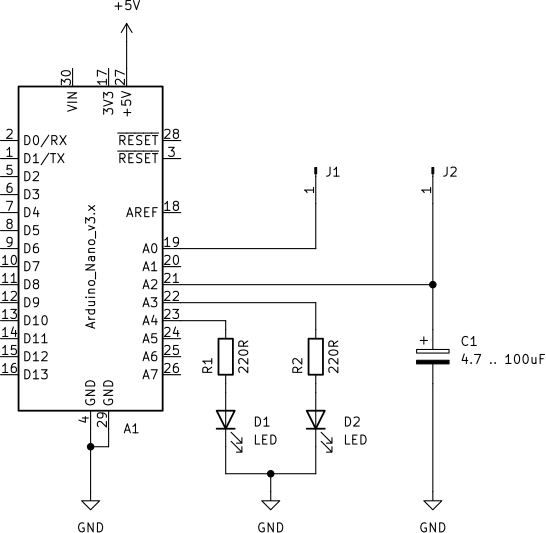 +5V
30
17
27
VIN
3V3
+5V
2 D0/RX
RESET 28
1 D1/TX
RESET 3
5 D2
6 D3
7 D4
AREF 18
8 D5
9 D6
A0 19
10 D7
A1 20
11 D8
A2 21
12 D9
A3 22
13 D10
A4 23
14 D11
A5 24
15 D12
A6 25
16 D13
A7 26
Arduino_Nano_v3.x
GND
GND
4
29
A1
J1
1
J2
1
R1
220R
R2
220R
+
C1
4.7 .. 100uF
D1
LED
D2
LED
GND
GND
GND